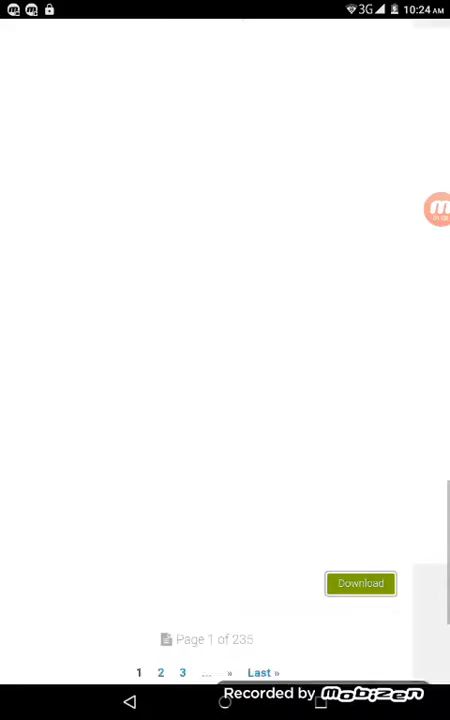 3G 10:24 AM
Download
Page 1 of 235
1 2 3 ... » Last »
Recorded by mobizen